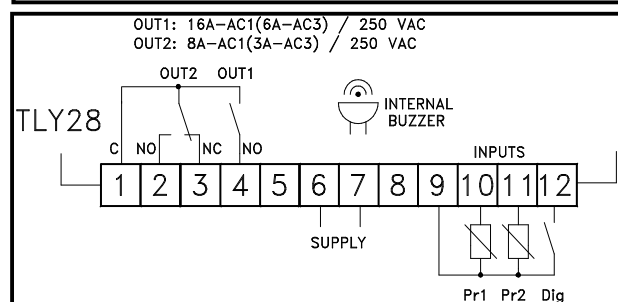 OUT1: 16A-AC1(6A-AC3) / 250 VAC
OUT2: 8A-AC1(3A-AC3) / 250 VAC
OUT2 OUT1
INTERNAL
BUZZER
TLY28
C NO NC NO
INPUTS
1 2 3 4 5 6 7 8 9 10 11 12
SUPPLY
Pr1 Pr2 Dig